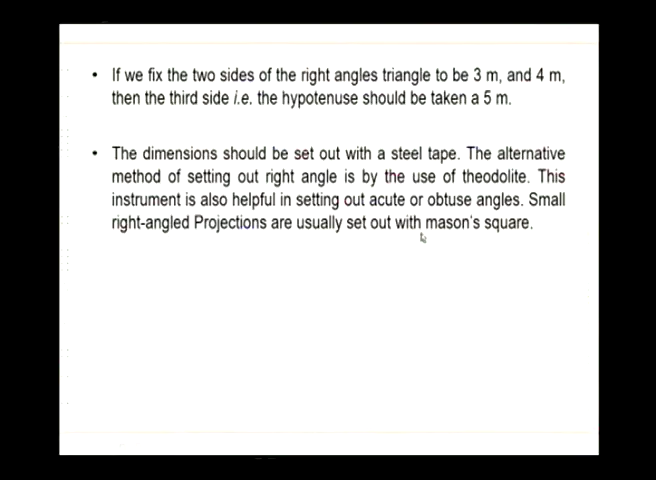 • If we fix the two sides of the right angles triangle to be 3 m, and 4 m,
then the third side i.e. the hypotenuse should be taken a 5 m.
• The dimensions should be set out with a steel tape. The alternative
method of setting out right angle is by the use of theodolite. This
instrument is also helpful in setting out acute or obtuse angles. Small
right-angled Projections are usually set out with mason's square.